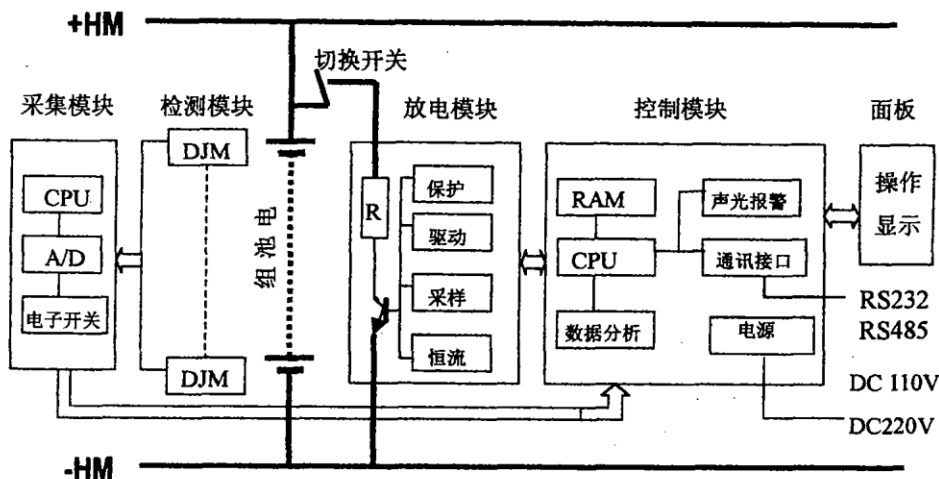 +HM
切换开关
采集模块
检测模块
放电模块
控制模块
面板
CPU
A/D
电子开关
DJM
DJM
组池电
R
保护
驱动
采样
恒流
RAM
CPU
数据分析
声光报警
通讯接口
电源
操作
显示
RS232
RS485
DC 110V
DC220V
-HM